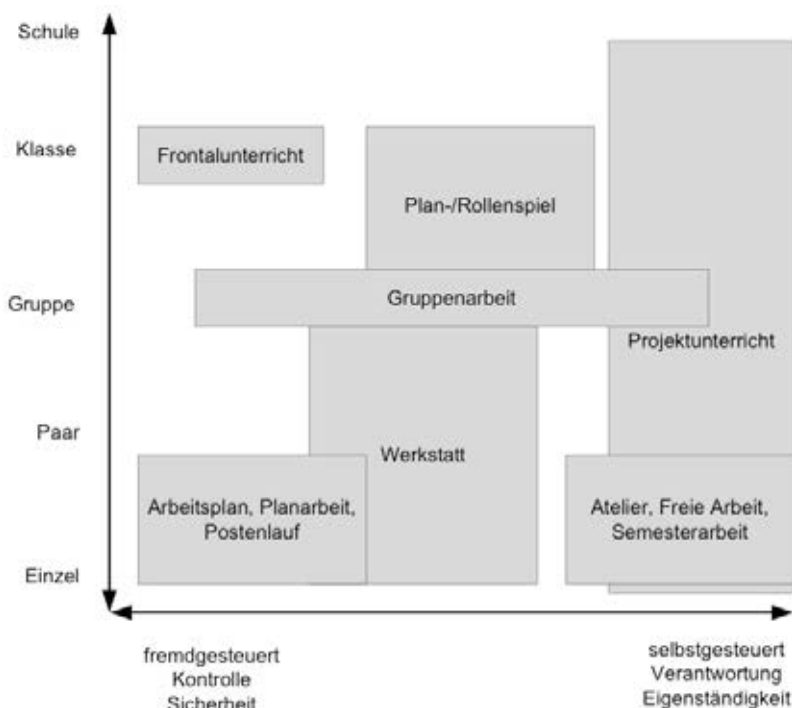 Schule
Klasse
Frontalunterricht
Plan-/Rollenspiel
Gruppe
Gruppenarbeit
Projektunterricht
Paar
Werkstatt
Arbeitsplan, Planarbeit,
Postenlauf
Atelier, Freie Arbeit,
Semesterarbeit
Einzel
fremdgesteuert
Kontrolle
Sicherheit
selbstgesteuert
Verantwortung
Eigenständigkeit